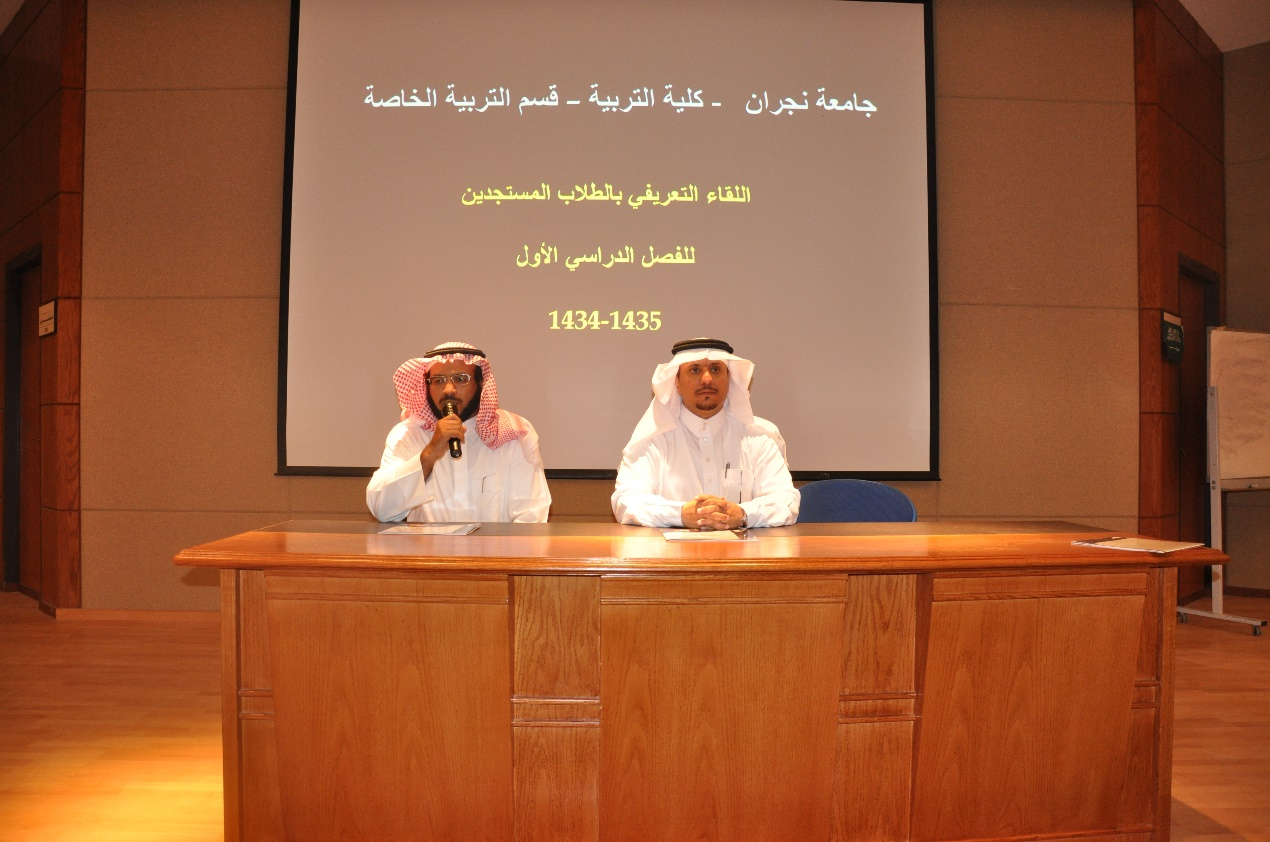 جامعة نجران - كلية التربية – قسم التربية الخاصة
اللقاء التعريفي بالطلاب المستجدين
للفصل الدراسي الأول
1434-1435